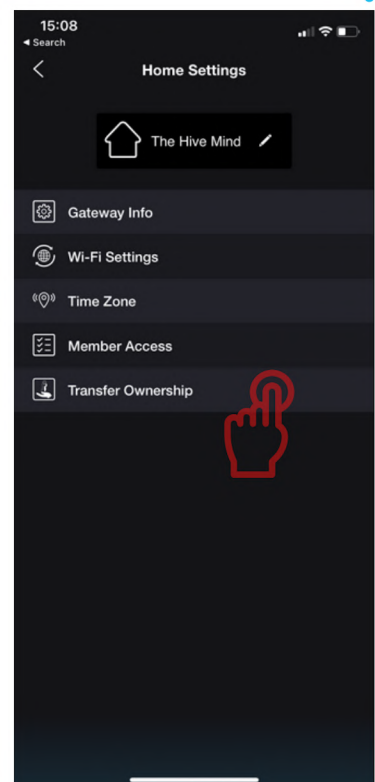 15:08
◄ Search
Home Settings
The Hive Mind
Gateway Info
Wi-Fi Settings
Time Zone
Member Access
Transfer Ownership